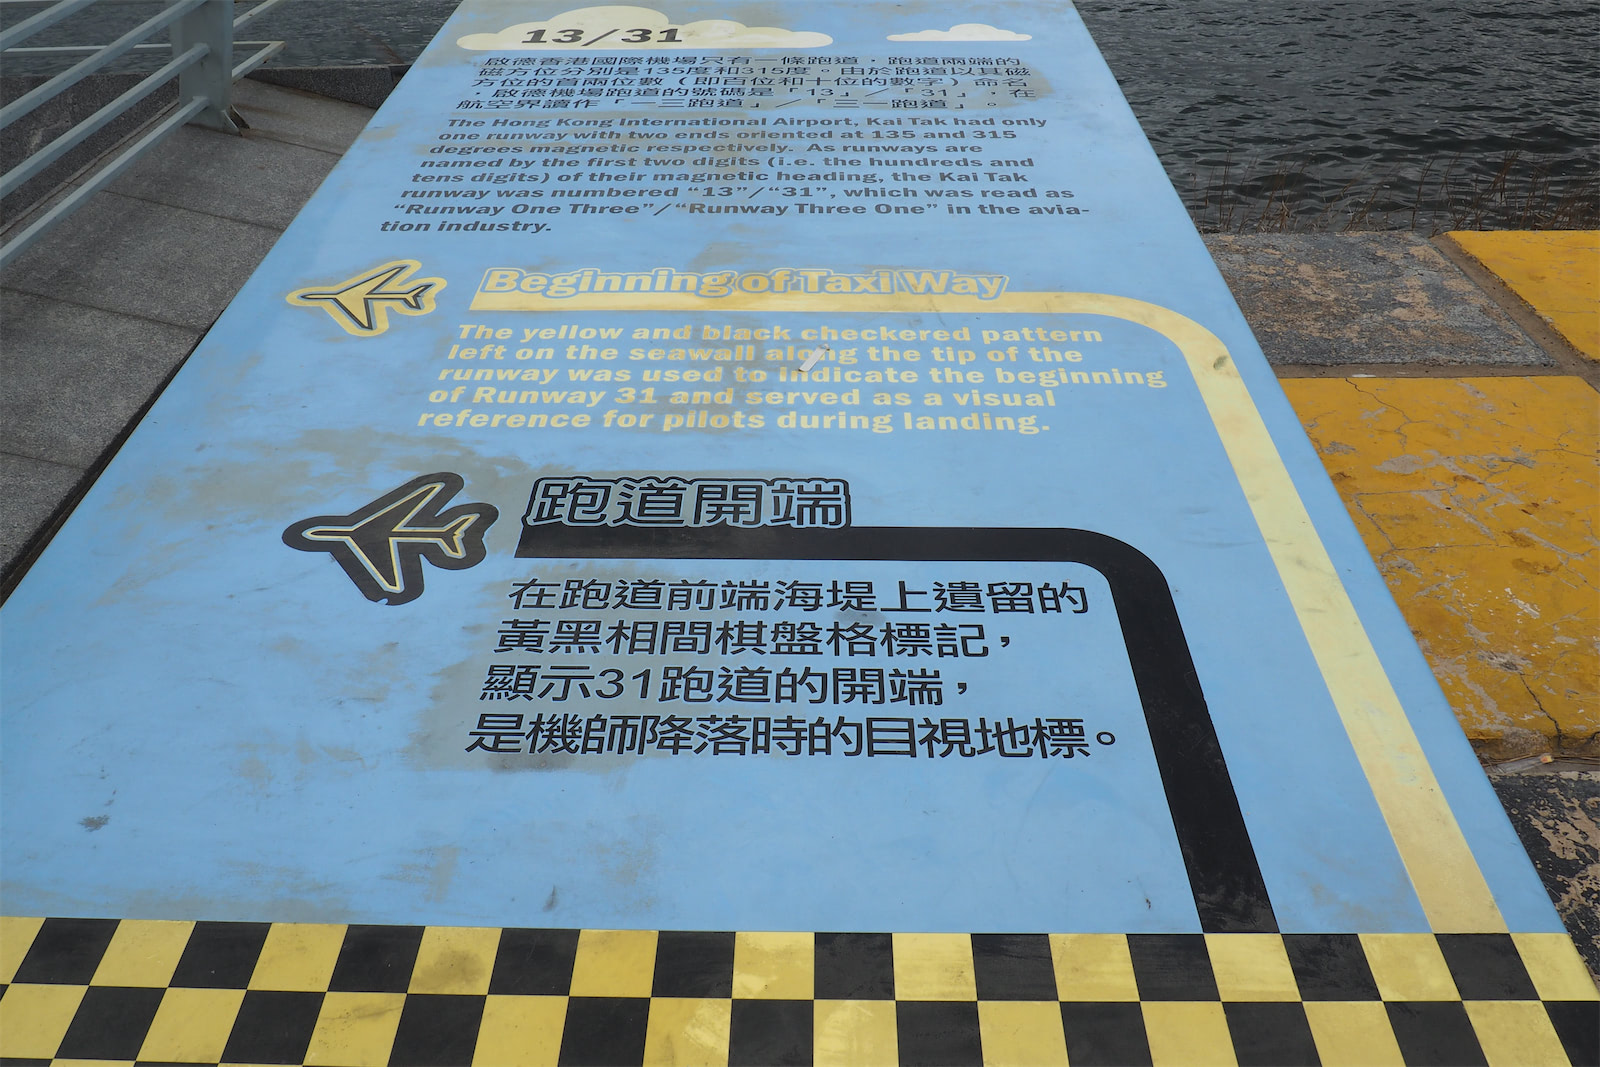 13/31
啟德香港國際機場只有一條跑道，跑道兩端的
磁方位分別是135度和315度。由於跑道以其磁
方位的首兩位數（即百位和十位的數字）命名
，啟德機場跑道的號碼是「13」／「31」，在
航空界讀作「一三跑道」／「三一跑道」。
The Hong Kong International Airport, Kai Tak had only
one runway with two ends oriented at 135 and 315
degrees magnetic respectively. As runways are
named by the first two digits (i.e. the hundreds and
tens digits) of their magnetic heading, the Kai Tak
runway was numbered “13”/“31”, which was read as
“Runway One Three”/“Runway Three One” in the avia-
tion industry.
Beginning of Taxi Way
The yellow and black checkered pattern
left on the seawall along the tip of the
runway was used to indicate the beginning
of Runway 31 and served as a visual
reference for pilots during landing.
跑道開端
在跑道前端海堤上遺留的
黃黑相間棋盤格標記，
顯示31跑道的開端，
是機師降落時的目視地標。